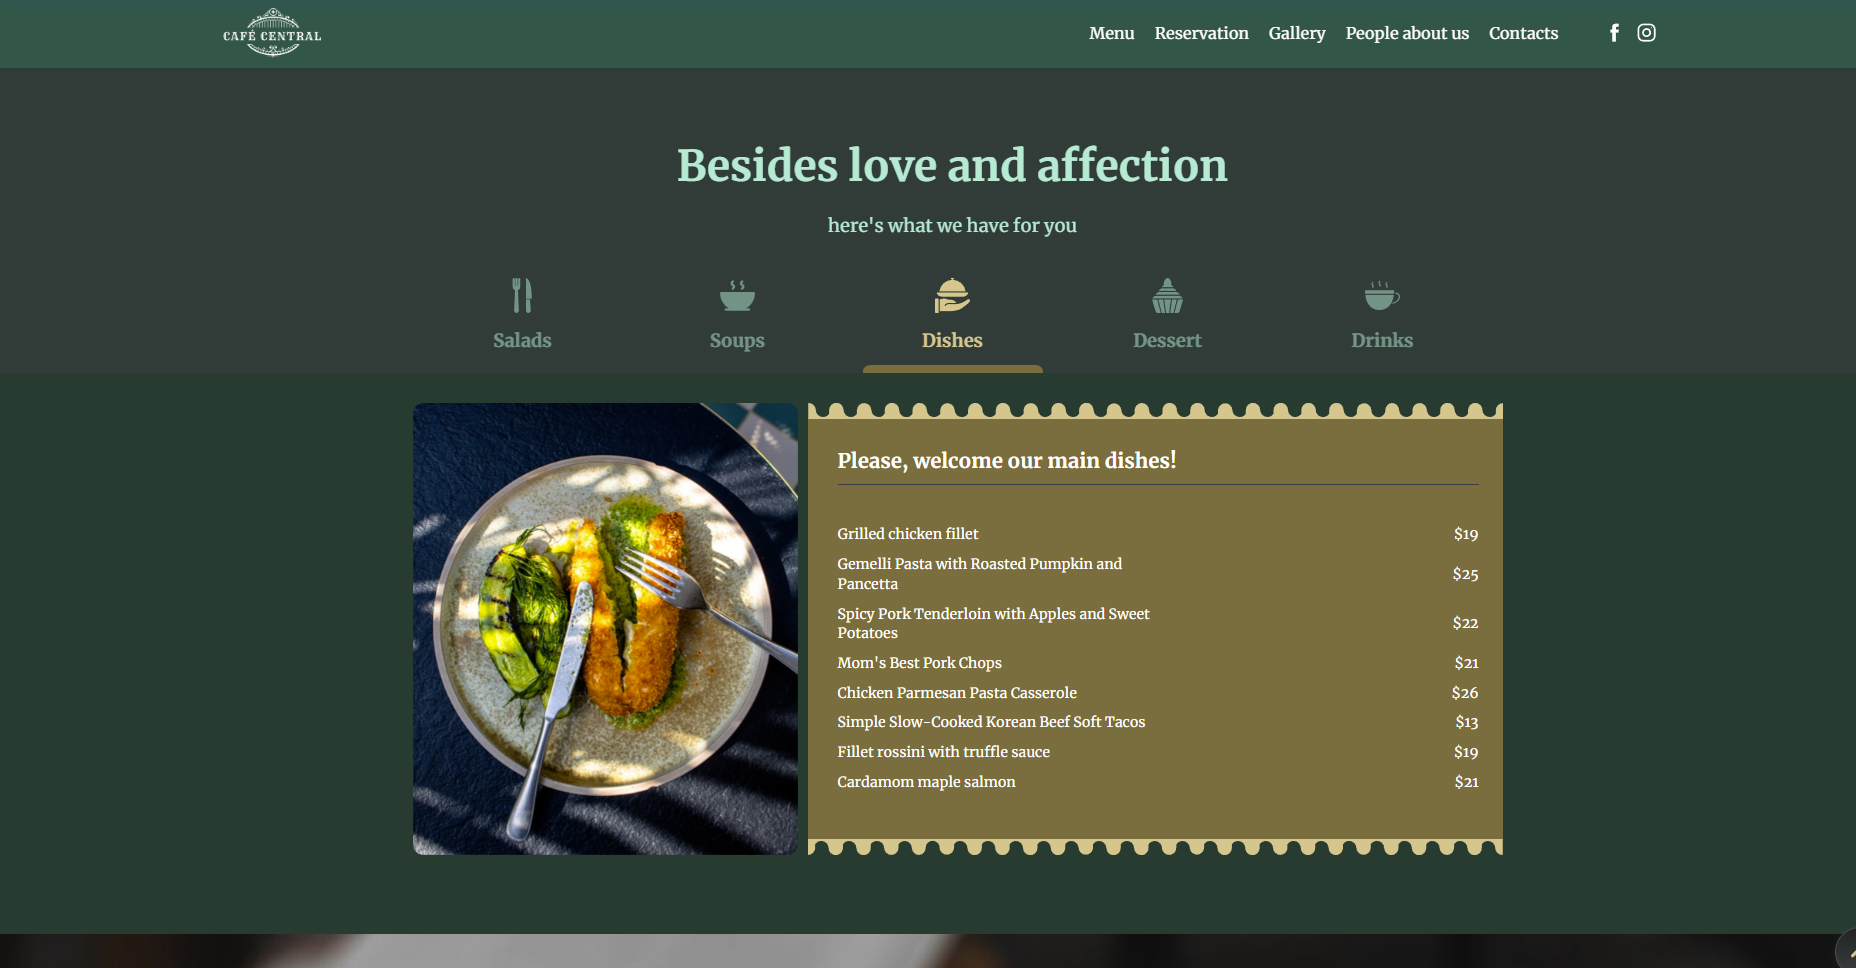 CAFÉ CENTRAL
Menu Reservation Gallery People about us Contacts
Besides love and affection
here's what we have for you
Salads Soups Dishes Dessert Drinks
Please, welcome our main dishes!
Grilled chicken fillet $19
Gemelli Pasta with Roasted Pumpkin and
Pancetta $25
Spicy Pork Tenderloin with Apples and Sweet
Potatoes $22
Mom's Best Pork Chops $21
Chicken Parmesan Pasta Casserole $26
Simple Slow-Cooked Korean Beef Soft Tacos $13
Fillet rossini with truffle sauce $19
Cardamom maple salmon $21